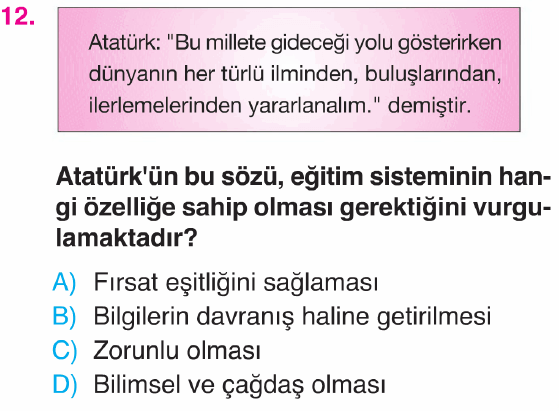 12.
Atatürk: "Bu millete gideceği yolu gösterirken
dünyanın her türlü ilminden, buluşlarından,
ilerlemelerinden yararlanalım." demiştir.
Atatürk'ün bu sözü, eğitim sisteminin han-
gi özelliğe sahip olması gerektiğini vurgu-
lamaktadır?
A) Fırsat eşitliğini sağlaması
B) Bilgilerin davranış haline getirilmesi
C) Zorunlu olması
D) Bilimsel ve çağdaş olması